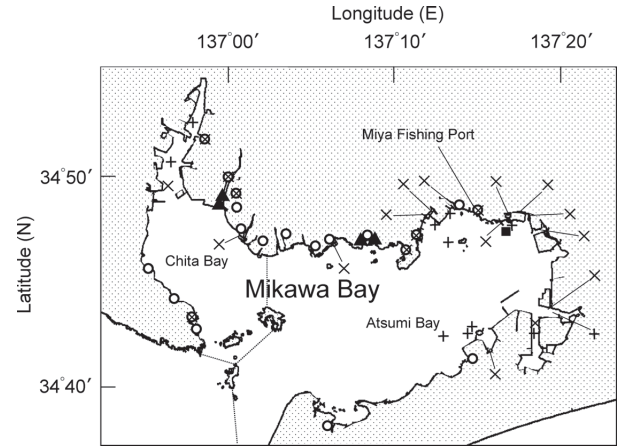 Longitude (E)
137°00′ 137°10′ 137°20′
Miya Fishing Port
34°50′
Chita Bay
Mikawa Bay
Latitude (N)
Atsumi Bay
34°40′